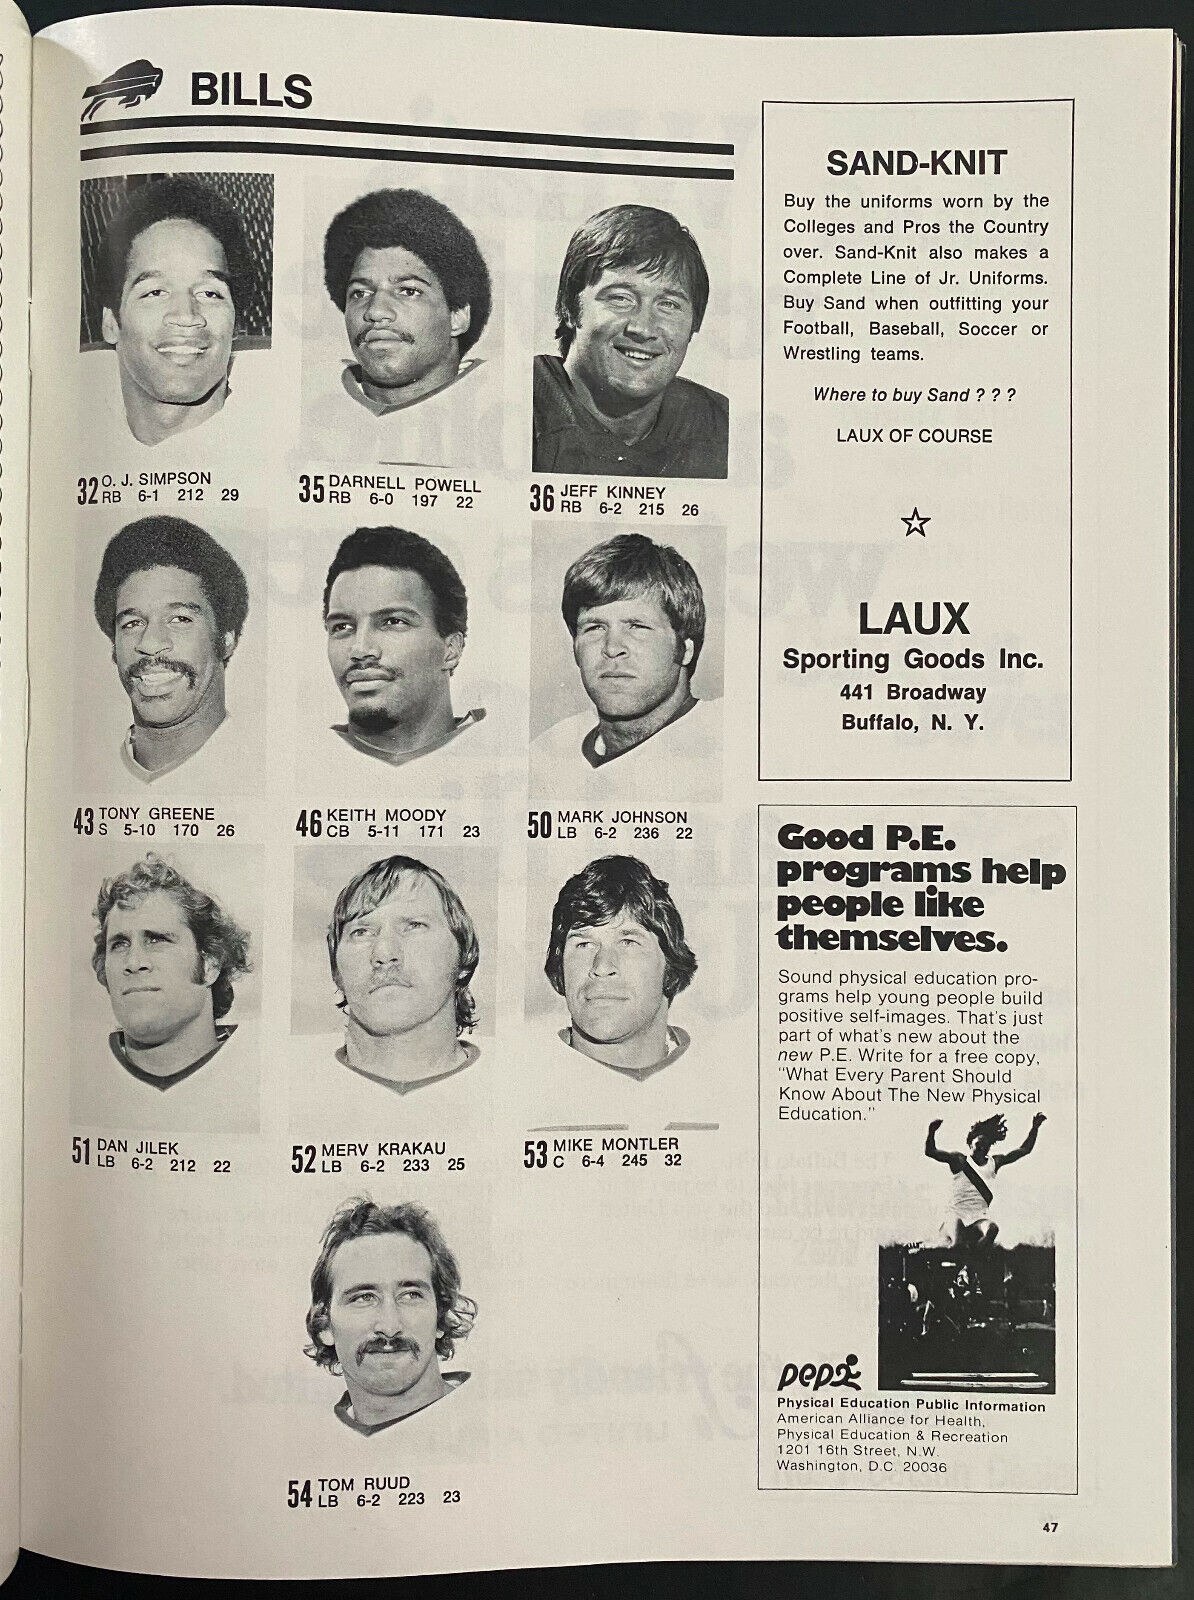 BILLS
32 O. J. SIMPSON
RB 6-1 212 29
35 DARNELL POWELL
RB 6-0 197 22
36 JEFF KINNEY
RB 6-2 215 26
43 TONY GREENE
S 5-10 170 26
46 KEITH MOODY
CB 5-11 171 23
50 MARK JOHNSON
LB 6-2 236 22
51 DAN JILEK
LB 6-2 212 22
52 MERV KRAKAU
LB 6-2 233 25
53 MIKE MONTLER
C 6-4 245 32
54 TOM RUUD
LB 6-2 223 23
SAND-KNIT
Buy the uniforms worn by the
Colleges and Pros the Country
over. Sand-Knit also makes a
Complete Line of Jr. Uniforms.
Buy Sand when outfitting your
Football, Baseball, Soccer or
Wrestling teams.
Where to buy Sand ? ? ?
LAUX OF COURSE
LAUX
Sporting Goods Inc.
441 Broadway
Buffalo, N. Y.
Good P.E.
programs help
people like
themselves.
Sound physical education pro-
grams help young people build
positive self-images. That's just
part of what's new about the
new P.E. Write for a free copy,
"What Every Parent Should
Know About The New Physical
Education."
pepi
Physical Education Public Information
American Alliance for Health,
Physical Education & Recreation
1201 16th Street, N.W.
Washington, D.C. 20036
47